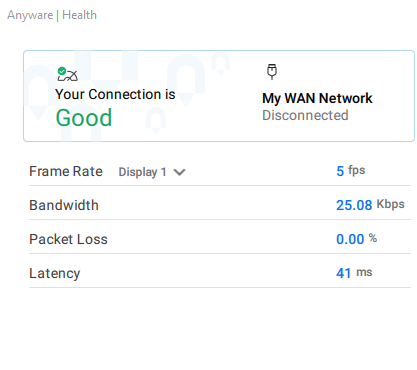 Anyware | Health
Your Connection is
Good
My WAN Network
Disconnected
Frame Rate Display 1 5 fps
Bandwidth 25.08 Kbps
Packet Loss 0.00 %
Latency 41 ms